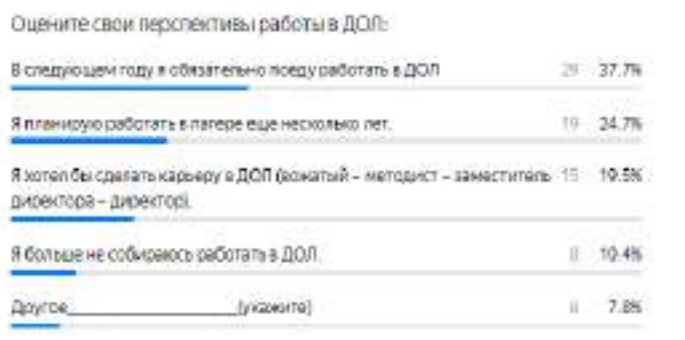 Оцените свои перспективы работы в ДОЛ:
В следующем году я обязательно поеду работать в ДОЛ 29 37.7%
Я планирую работать в лагере еще несколько лет. 19 24.7%
Я хотел бы сделать карьеру в ДОЛ (вожатый – методист – заместитель 15 19.5%
директора – директор).
Я больше не собираюсь работать в ДОЛ. 8 10.4%
Другое____________________(укажите) 6 7.8%